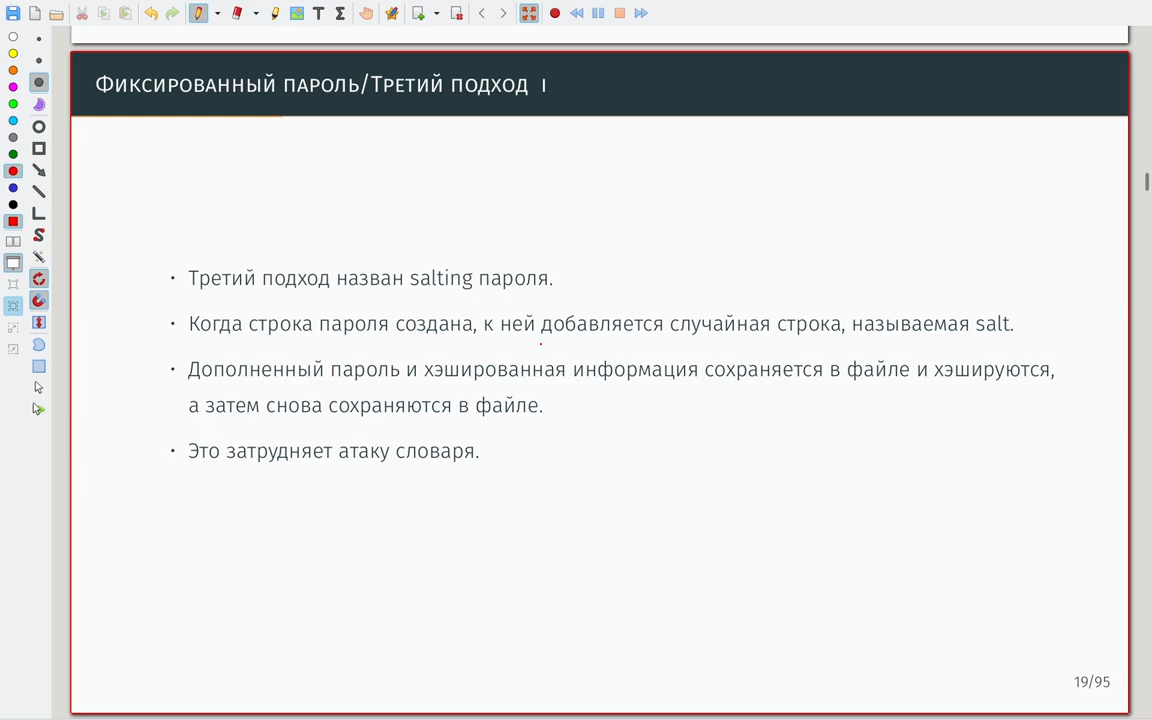 Фиксированный пароль/Третий подход I
• Третий подход назван salting пароля.
• Когда строка пароля создана, к ней добавляется случайная строка, называемая salt.
• Дополненный пароль и хэшированная информация сохраняется в файле и хэшируются,
а затем снова сохраняются в файле.
• Это затрудняет атаку словаря.
19/95